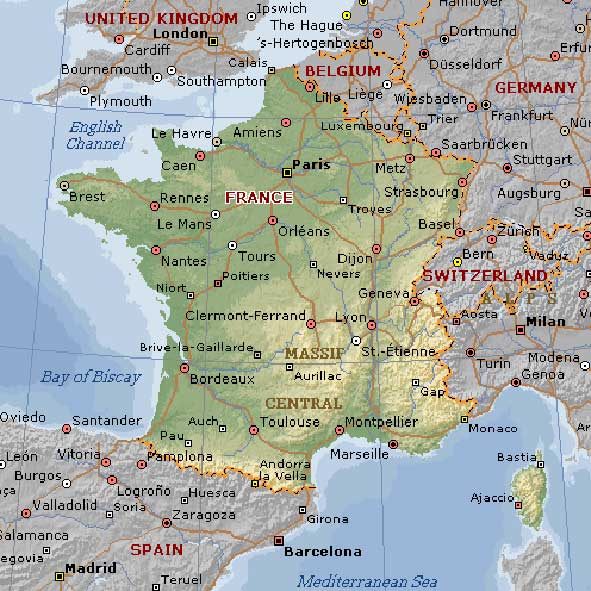 Ipswich
Hannover
UNITED KINGDOM
The Hague
Dortmund
London
's-Hertogenbosch
Cardiff
Erfu
Calais
Düsseldorf
Bournemouth
Southampton
BELGIUM
GERMANY
Plymouth
Lille
Liège
Wiesbaden
English
Channel
Le Havre
Amiens
Luxembourg
Trier
Frankfurt
Nü
Caen
Saarbrücken
Paris
Metz
Stuttgart
Brest
Rennes
FRANCE
Strasbourg
Augsburg
Le Mans
Troyes
Sa
Orléans
Basel
Zürich
Nantes
Tours
Dijon
Bern
Poitiers
Nevers
SWITZERLAND
Niort
Geneva
ALPS
Clermont-Ferrand
Lyon
Aosta
Milan
Brive-la-Gaillarde
MASSIF
St.-Étienne
Turin
Modena
Bay of Biscay
Bordeaux
Aurillac
Gap
Genoa
CENTRAL
Oviedo
Santander
Auch
Toulouse
Montpellier
Monaco
Pau
Marseille
León
Vitoria
Pamplona
Andorra
la Vella
Bastia
Burgos
Logroño
Huesca
Ajaccio
Valladolid
Soria
Zaragoza
Girona
Salamanca
Segovia
SPAIN
Barcelona
Madrid
Teruel
Mediterranean Sea